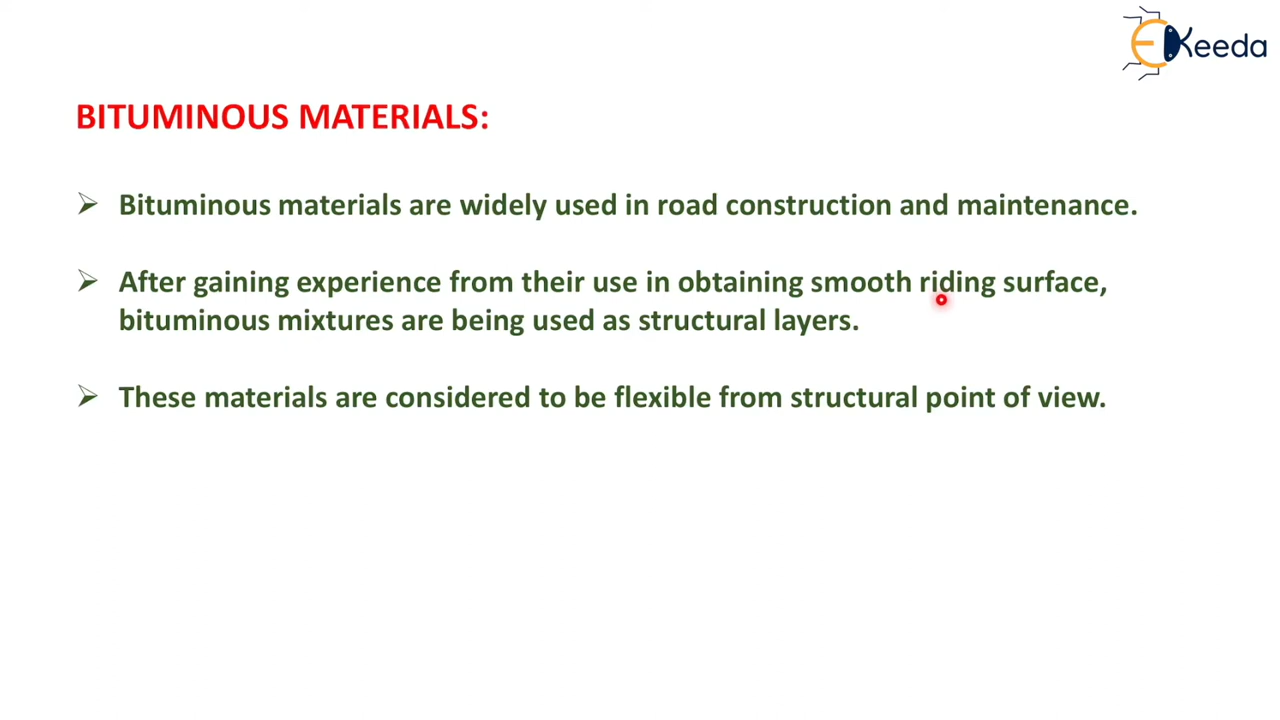 EKeeda
BITUMINOUS MATERIALS:
➢ Bituminous materials are widely used in road construction and maintenance.
➢ After gaining experience from their use in obtaining smooth riding surface,
bituminous mixtures are being used as structural layers.
➢ These materials are considered to be flexible from structural point of view.